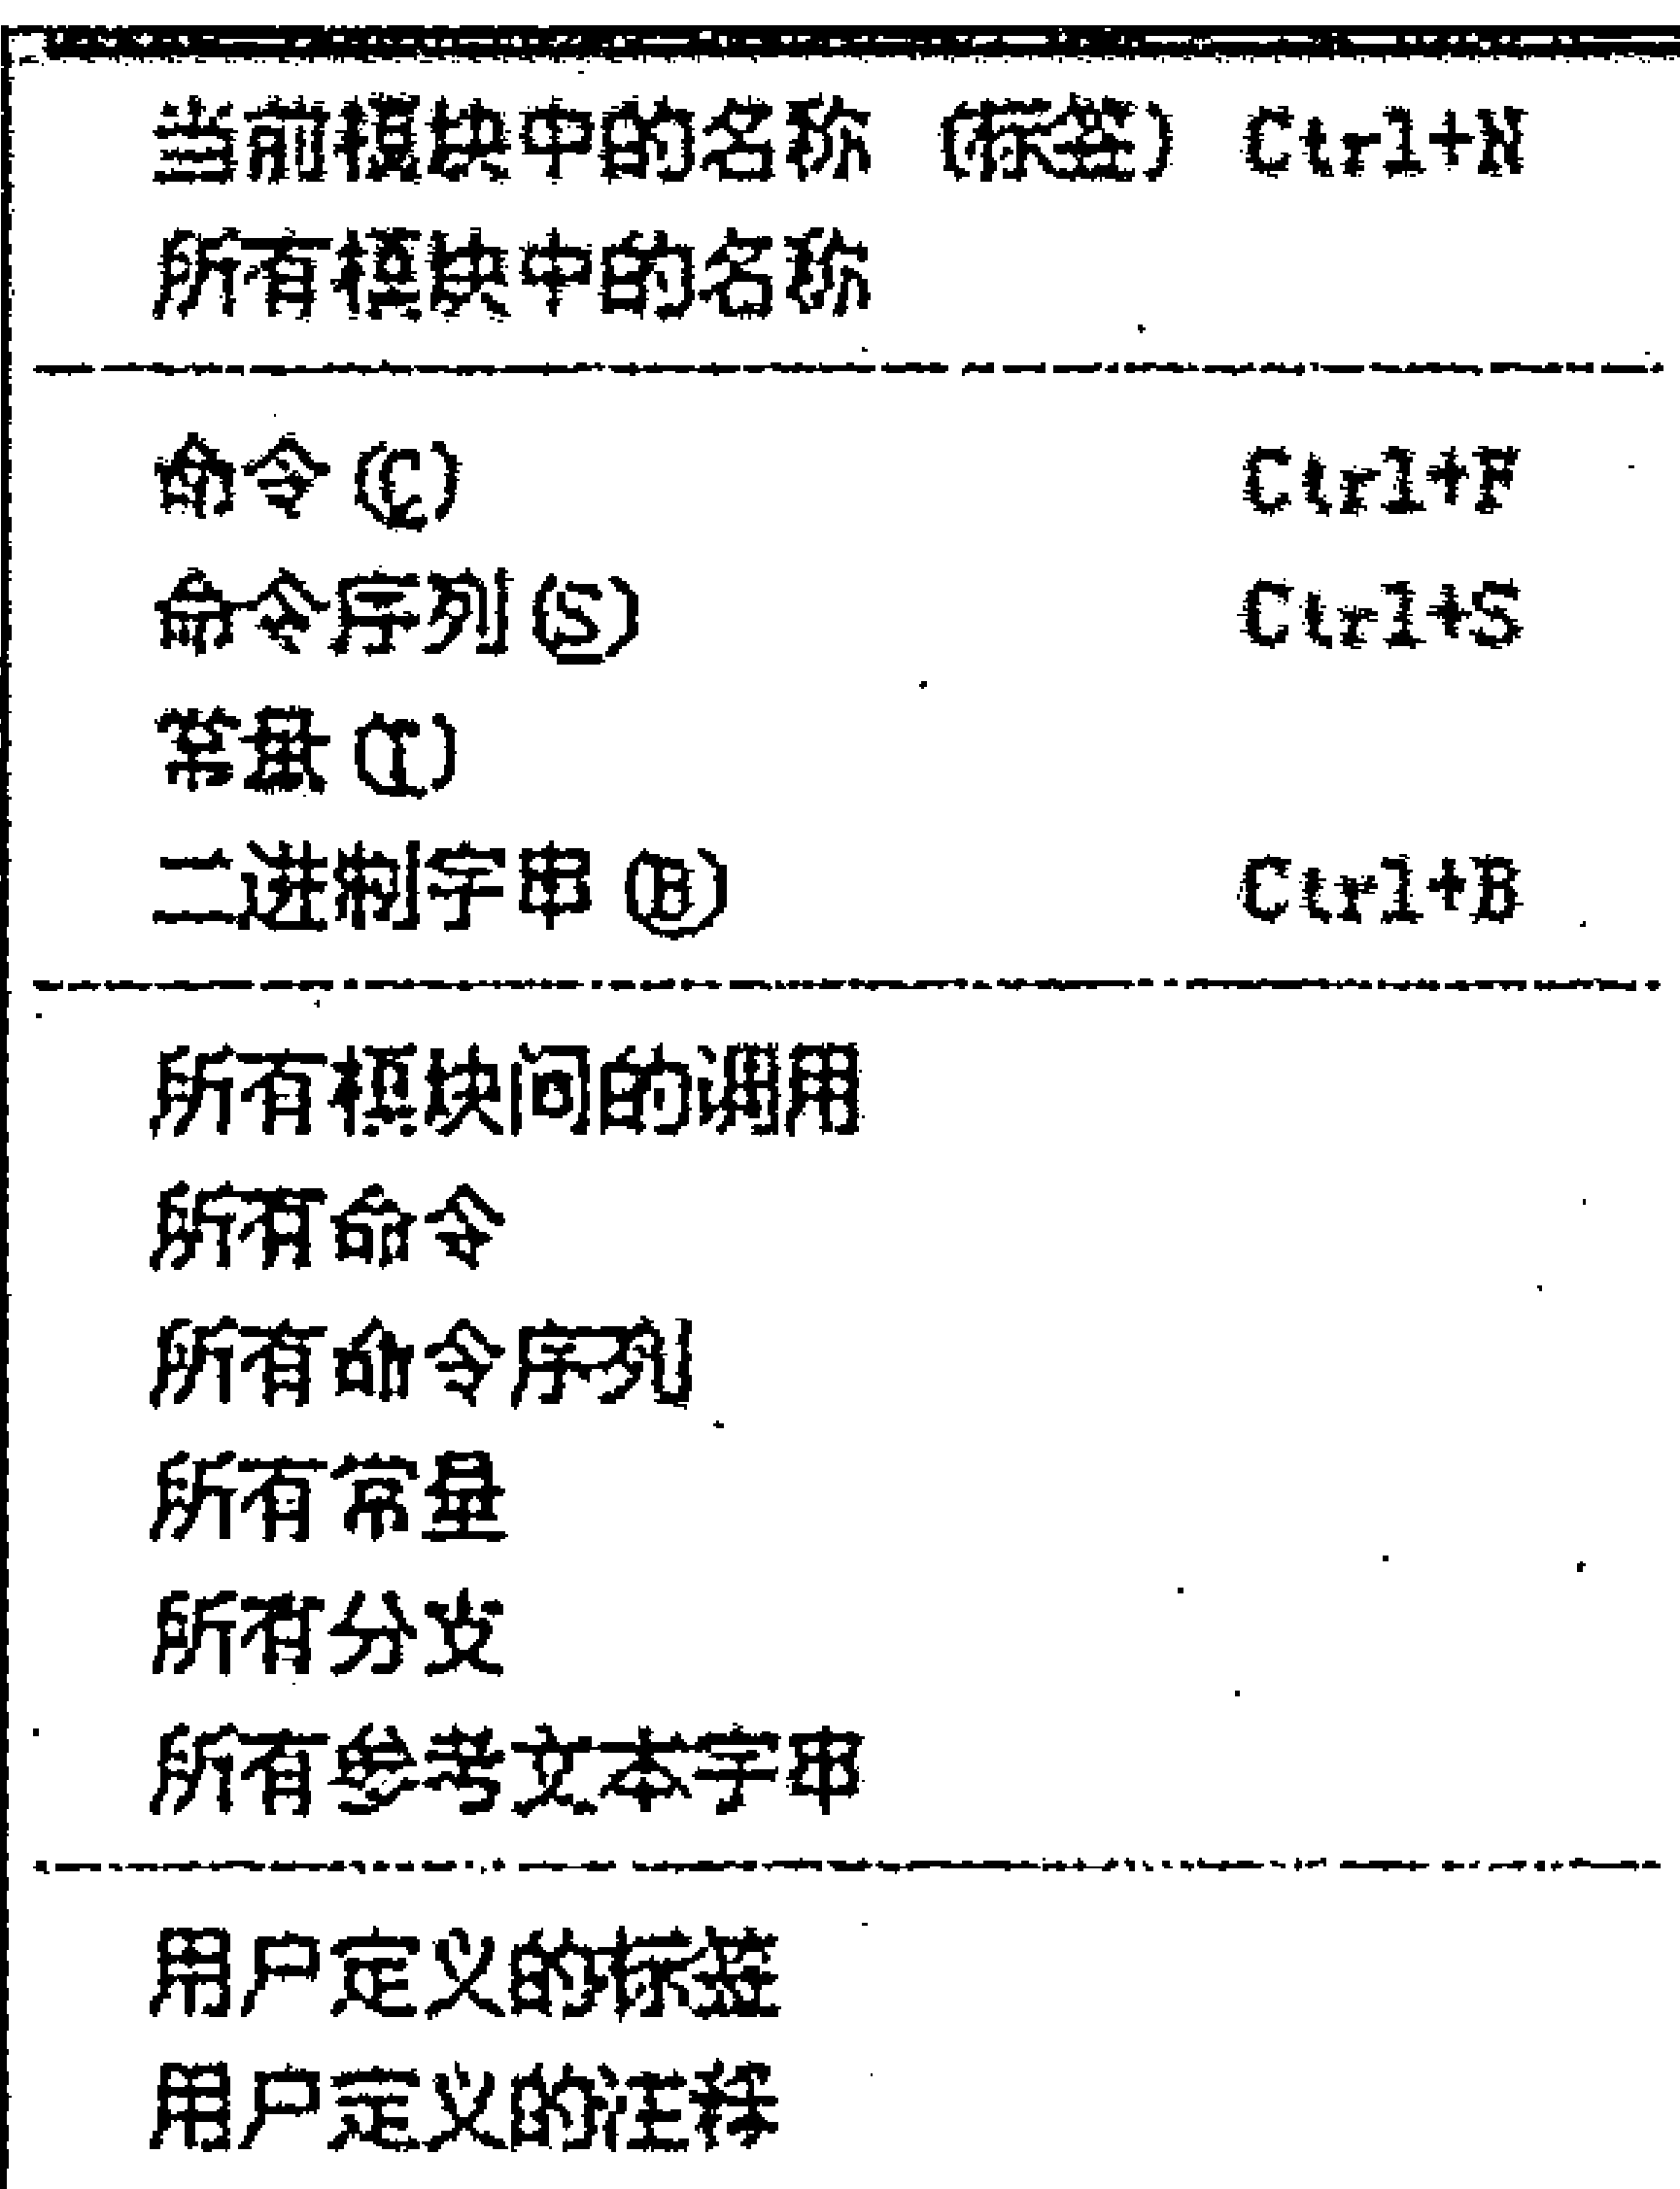 当前模块中的名称 (标签) Ctrl+N
所有模块中的名称
命令(C) Ctrl+F
命令序列(S) Ctrl+S
常量
二进制字串(B) Ctrl+B
所有模块间的调用
所有命令
所有命令序列
所有常量
所有分支
所有参考文本字串
用户定义的标签
用户定义的注释